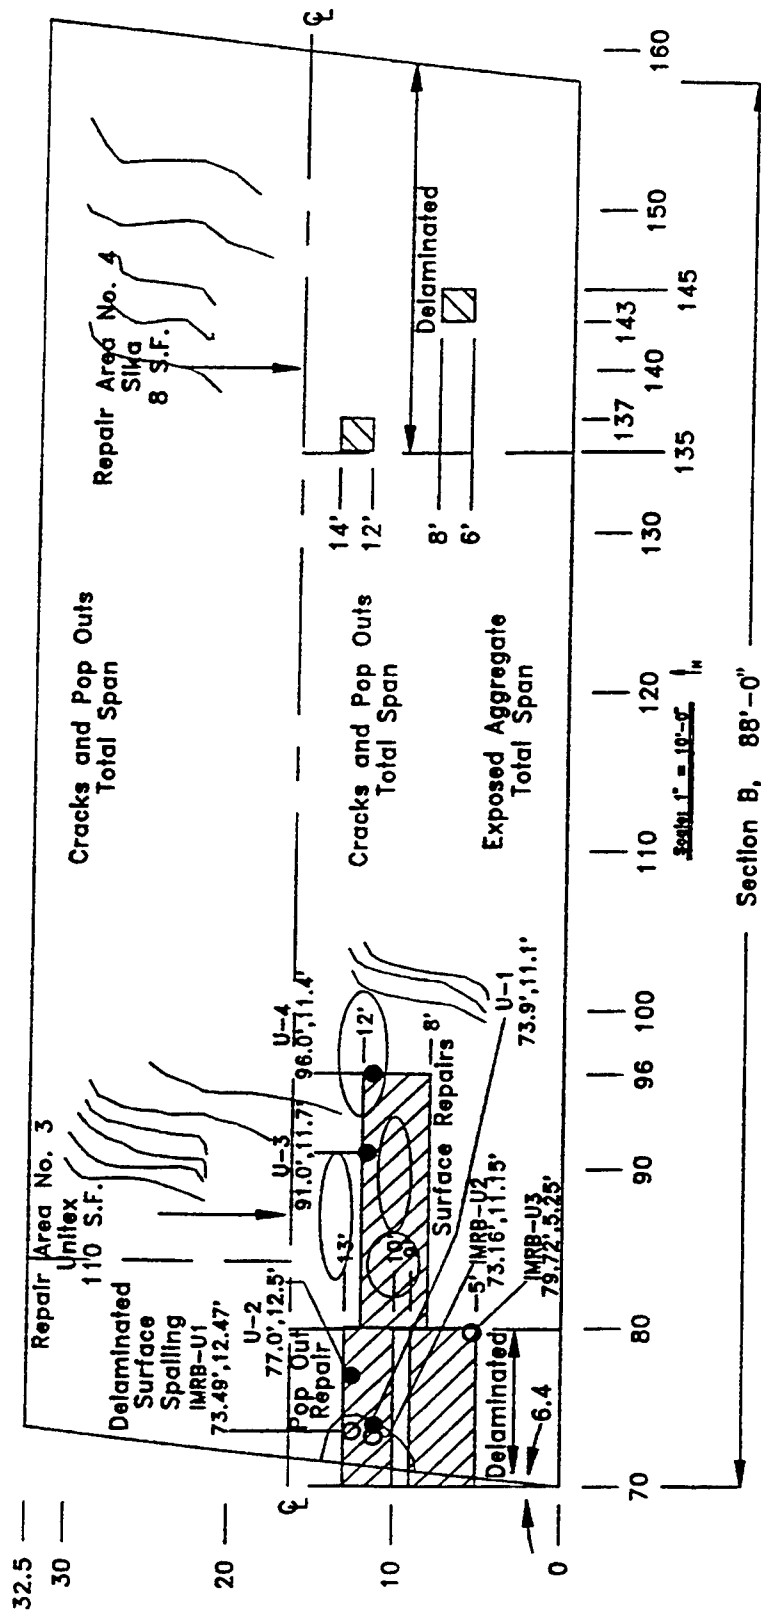 32.5
30
20
10
0
Repair Area No. 3
Unitex
110 S.F.
Delaminated
Surface
Spalling
IMRB-U1
73.49',12.47'
U-2
77.0',12.5'
Pop Out
Repair
U-3
91.0',11.7'
U-4
96.0',11.4'
13'
10'
9'
12'
8'
5'
Surface Repairs
IMRB-U2
73.16',11.15'
IMRB-U3
79.72',5.25'
U-1
73.9',11.1'
Delaminated
6.4
Cracks and Pop Outs
Total Span
Cracks and Pop Outs
Total Span
Exposed Aggregate
Total Span
Repair Area No. 4
Sika
8 S.F.
14'
12'
8'
6'
Delaminated
℄
℄
70
80
90
96
100
110
120
130
135
137
140
143
145
150
160
Scale: 1" = 10'-0"
N
Section B, 88'-0"